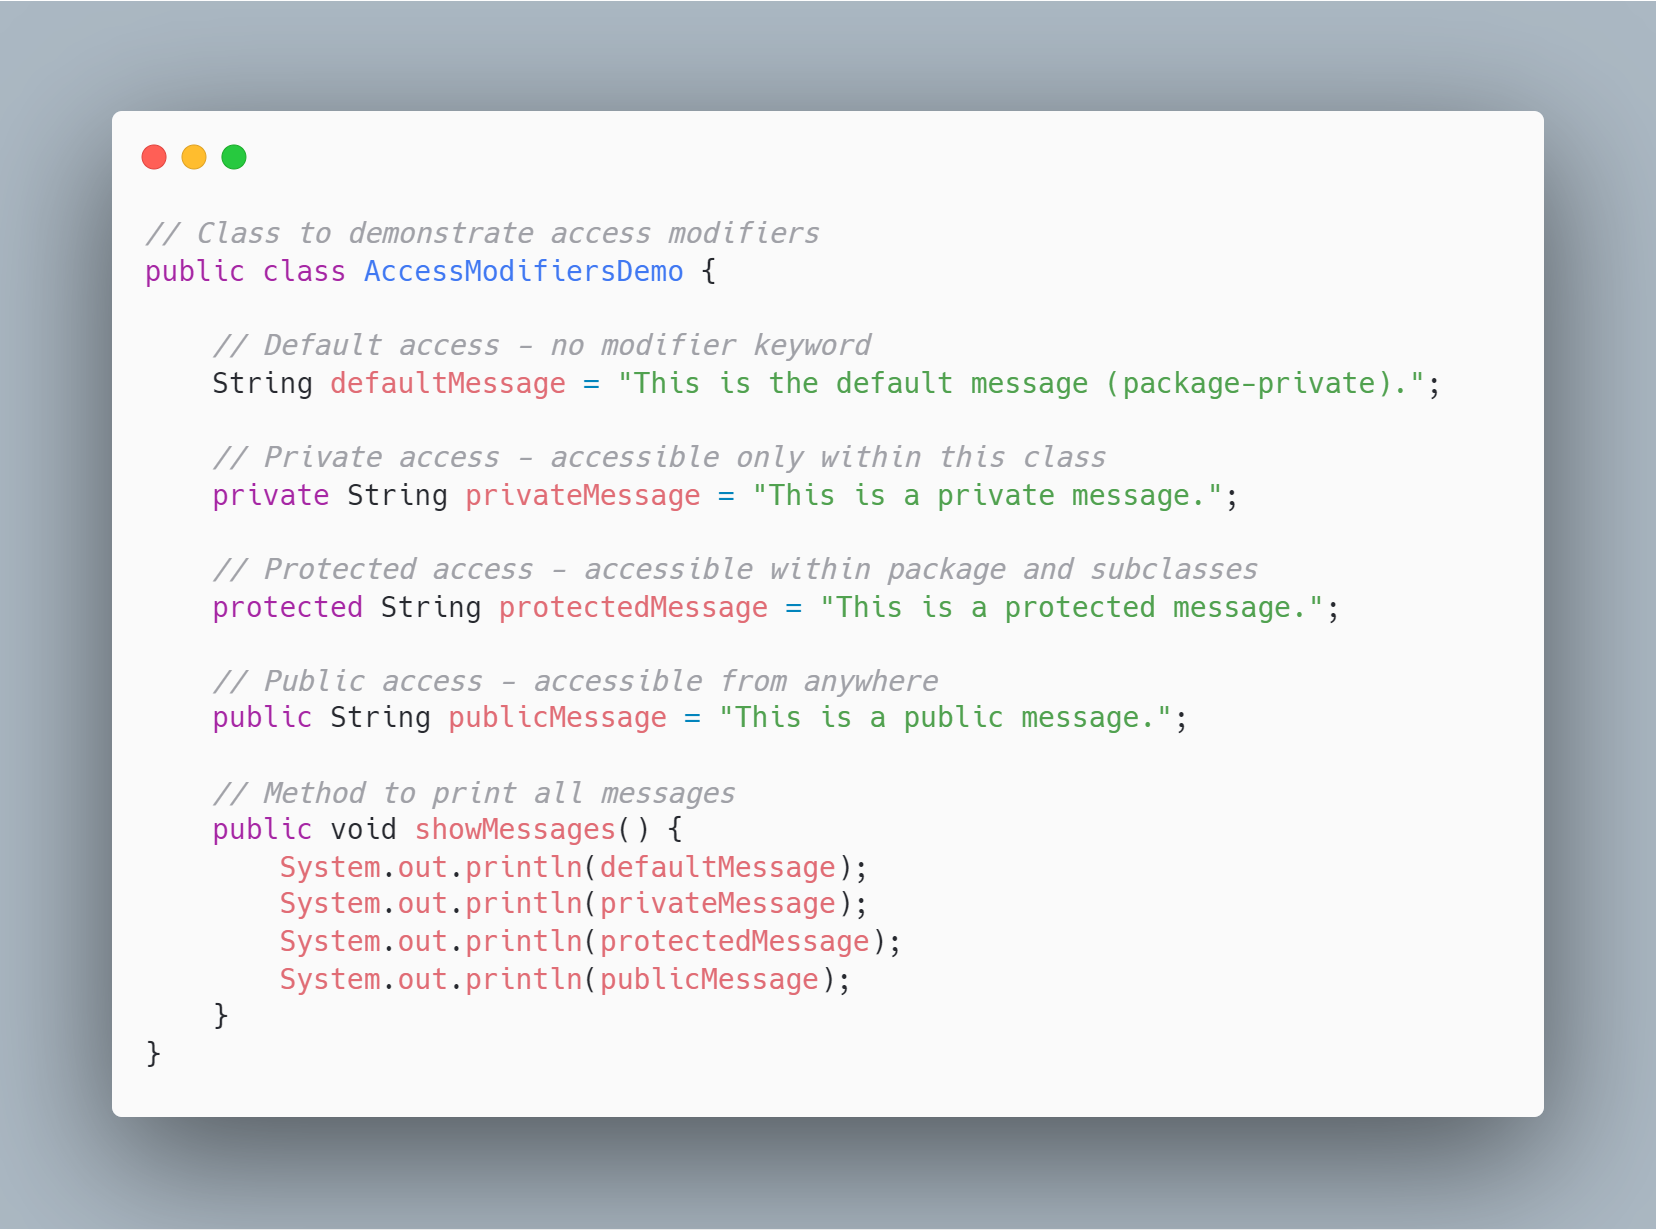 // Class to demonstrate access modifiers
public class AccessModifiersDemo {
// Default access - no modifier keyword
String defaultMessage = "This is the default message (package-private).";
// Private access - accessible only within this class
private String privateMessage = "This is a private message.";
// Protected access - accessible within package and subclasses
protected String protectedMessage = "This is a protected message.";
// Public access - accessible from anywhere
public String publicMessage = "This is a public message.";
// Method to print all messages
public void showMessages() {
System.out.println(defaultMessage);
System.out.println(privateMessage);
System.out.println(protectedMessage);
System.out.println(publicMessage);
}
}